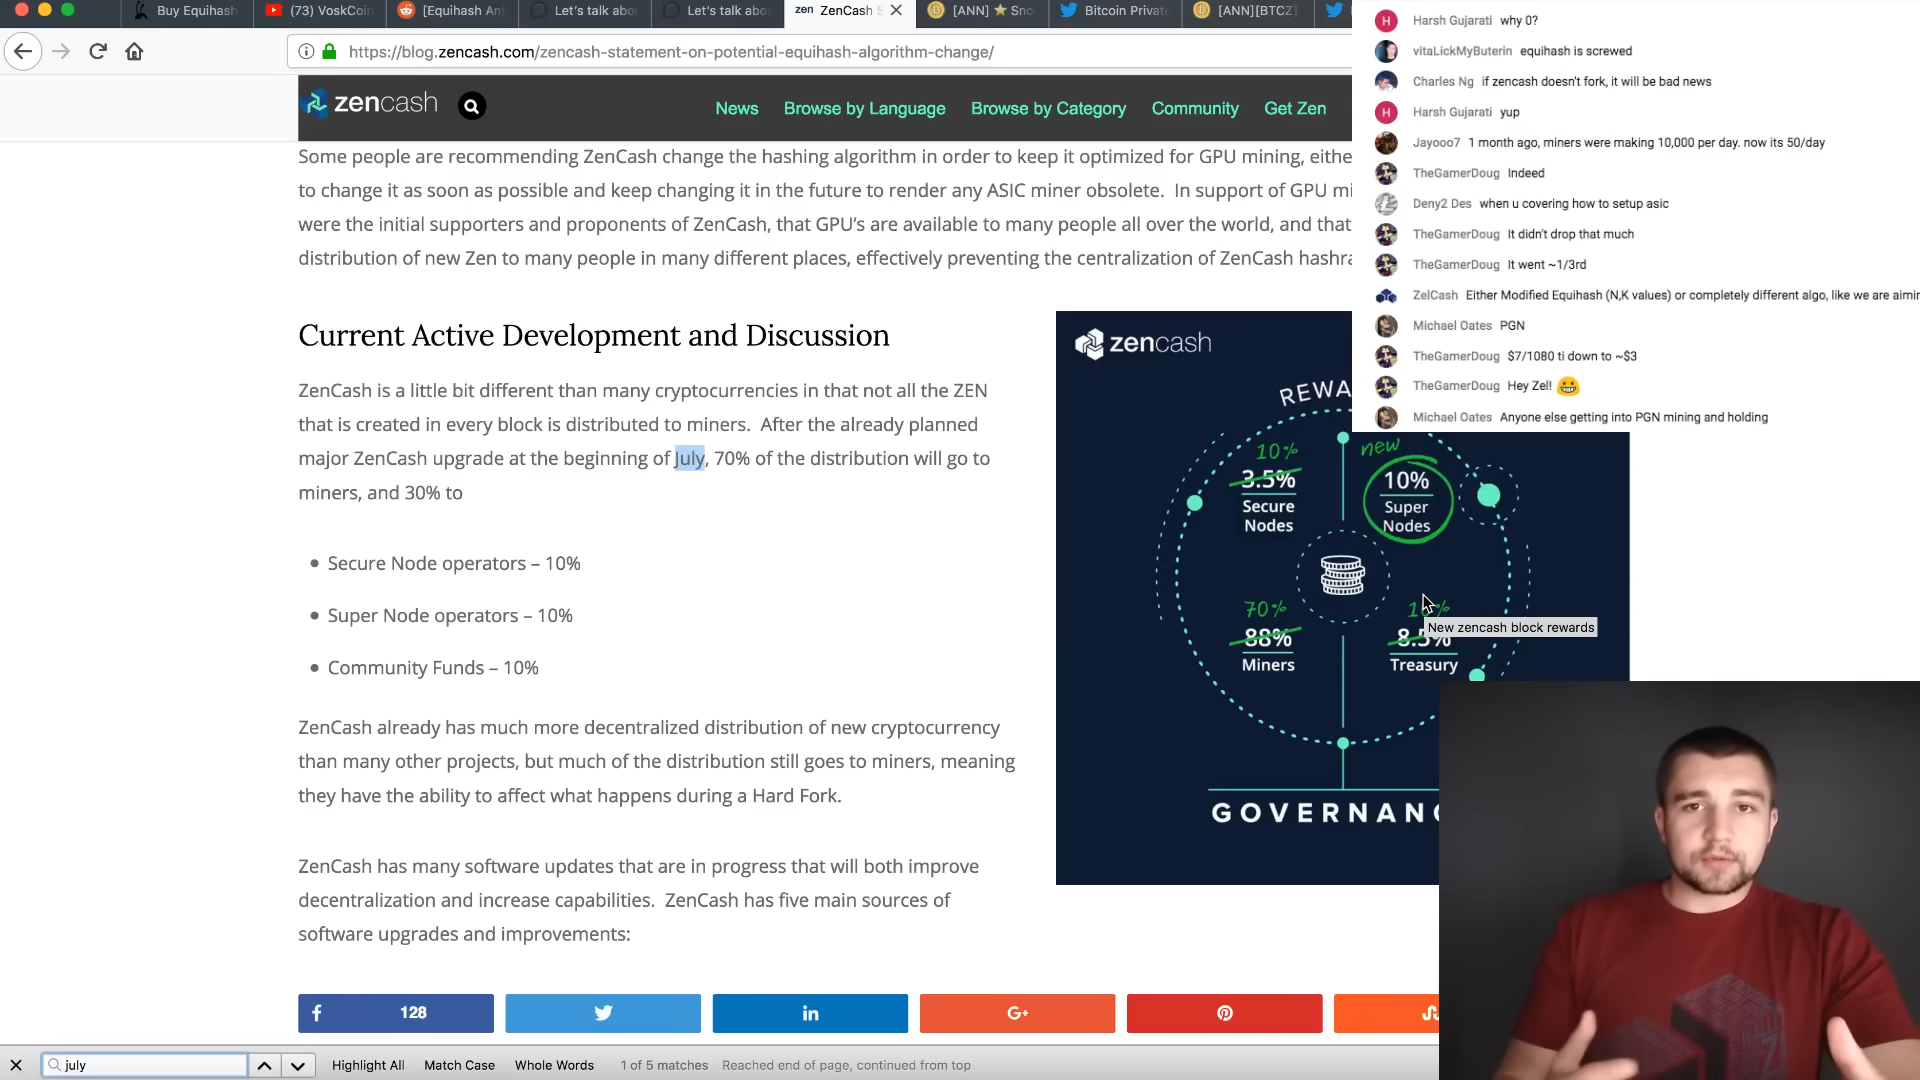 Buy Equihash
(73) VoskCoin
[Equihash Ant
Let's talk abou
Let's talk abou
zen ZenCash S
[ANN] Sno
Bitcoin Private
[ANN][BTCZ]
https://blog.zencash.com/zencash-statement-on-potential-equihash-algorithm-change/
zencash
News Browse by Language Browse by Category Community Get Zen
Some people are recommending ZenCash change the hashing algorithm in order to keep it optimized for GPU mining, eithe
to change it as soon as possible and keep changing it in the future to render any ASIC miner obsolete. In support of GPU mi
were the initial supporters and proponents of ZenCash, that GPU's are available to many people all over the world, and that
distribution of new Zen to many people in many different places, effectively preventing the centralization of ZenCash hashra
Current Active Development and Discussion
ZenCash is a little bit different than many cryptocurrencies in that not all the ZEN
that is created in every block is distributed to miners. After the already planned
major ZenCash upgrade at the beginning of July, 70% of the distribution will go to
miners, and 30% to
Secure Node operators – 10%
Super Node operators – 10%
Community Funds – 10%
ZenCash already has much more decentralized distribution of new cryptocurrency
than many other projects, but much of the distribution still goes to miners, meaning
they have the ability to affect what happens during a Hard Fork.
ZenCash has many software updates that are in progress that will both improve
decentralization and increase capabilities. ZenCash has five main sources of
software upgrades and improvements:
zencash
REWA
10%
3.5%
Secure
Nodes
new
10%
Super
Nodes
70%
88%
Miners
8.5%
Treasury
New zencash block rewards
GOVERNANC
H Harsh Gujarati why 0?
vitaLickMyButerin equihash is screwed
Charles Ng if zencash doesn't fork, it will be bad news
H Harsh Gujarati yup
Jayooo7 1 month ago, miners were making 10,000 per day. now its 50/day
TheGamerDoug Indeed
Deny2 Des when u covering how to setup asic
TheGamerDoug It didn't drop that much
TheGamerDoug It went ~1/3rd
ZelCash Either Modified Equihash (N,K values) or completely different algo, like we are aimin
Michael Oates PGN
TheGamerDoug $7/1080 ti down to ~$3
TheGamerDoug Hey Zel!
Michael Oates Anyone else getting into PGN mining and holding
128
G+
july
Highlight All Match Case Whole Words 1 of 5 matches Reached end of page, continued from top